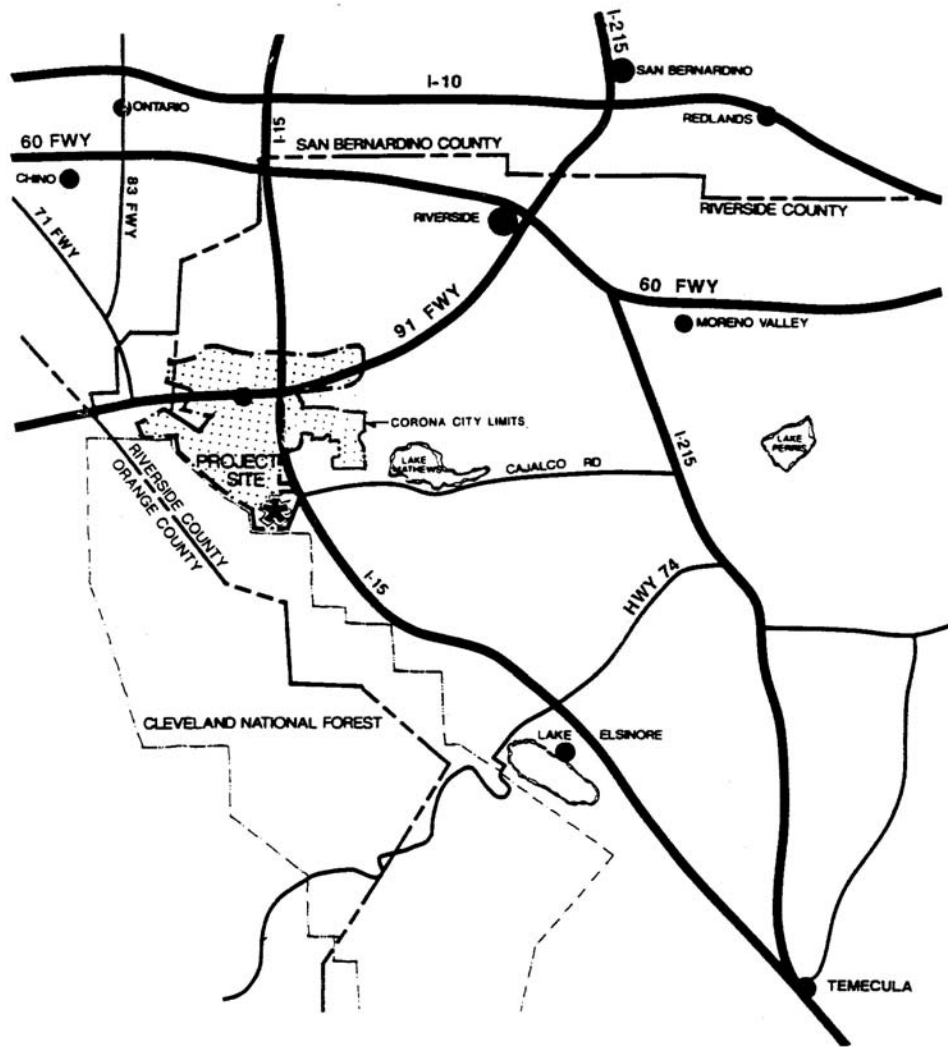 I-215
SAN BERNARDINO
I-10
ONTARIO
REDLANDS
I-15
60 FWY
SAN BERNARDINO COUNTY
CHINO
83 FWY
RIVERSIDE COUNTY
RIVERSIDE
71 FWY
60 FWY
91 FWY
MORENO VALLEY
CORONA CITY LIMITS
I-215
LAKE
PERRIS
PROJECT
SITE
LAKE
MATHEWS
CAJALCO RD
RIVERSIDE COUNTY
ORANGE COUNTY
I-15
HWY 74
CLEVELAND NATIONAL FOREST
LAKE ELSINORE
TEMECULA